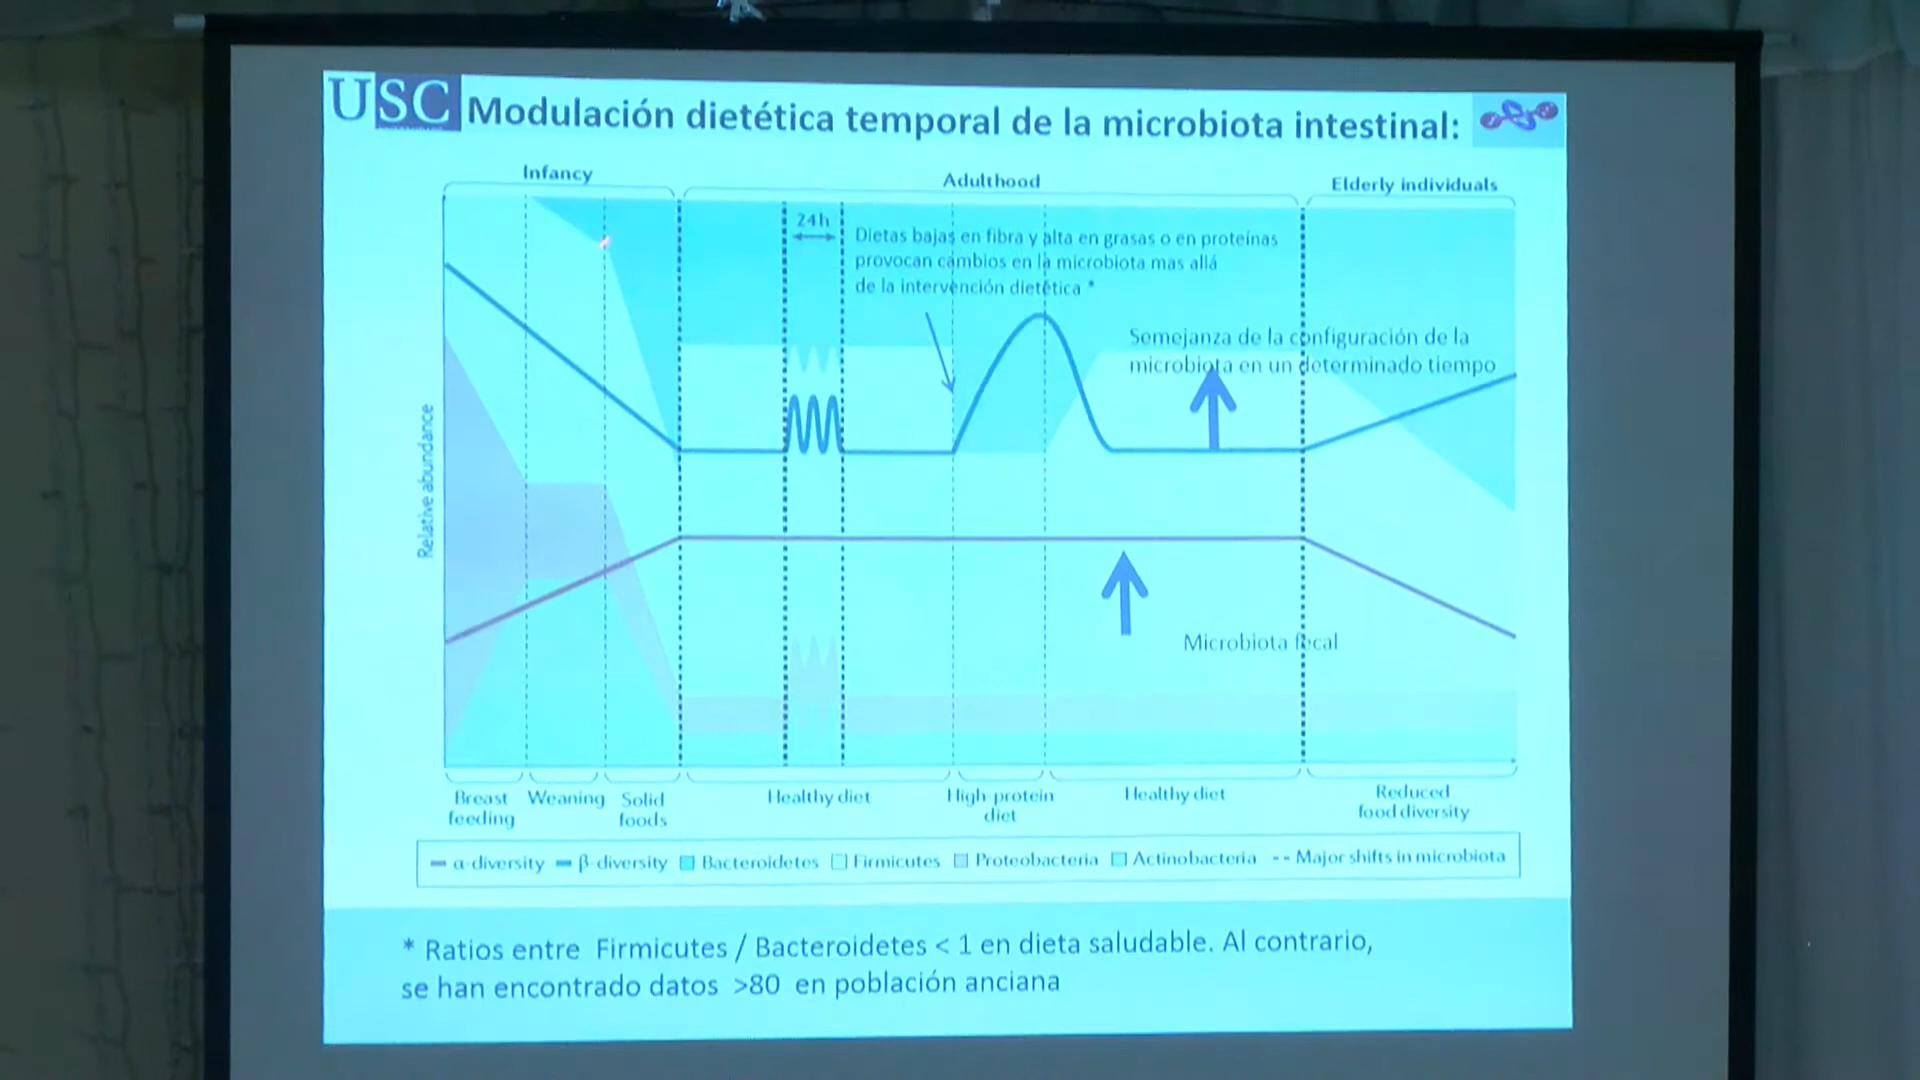 USC Modulación dietética temporal de la microbiota intestinal:
Infancy
Adulthood
Elderly individuals
24h
Dietas bajas en fibra y alta en grasas o en proteínas
provocan cambios en la microbiota mas allá
de la intervención dietética *
Semejanza de la configuración de la
microbiota en un determinado tiempo
Relative abundance
Microbiota fecal
Breast
feeding
Weaning
Solid
foods
Healthy diet
High-protein
diet
Healthy diet
Reduced
food diversity
α-diversity β-diversity Bacteroidetes Firmicutes Proteobacteria Actinobacteria -- Major shifts in microbiota
* Ratios entre Firmicutes / Bacteroidetes < 1 en dieta saludable. Al contrario,
se han encontrado datos >80 en población anciana